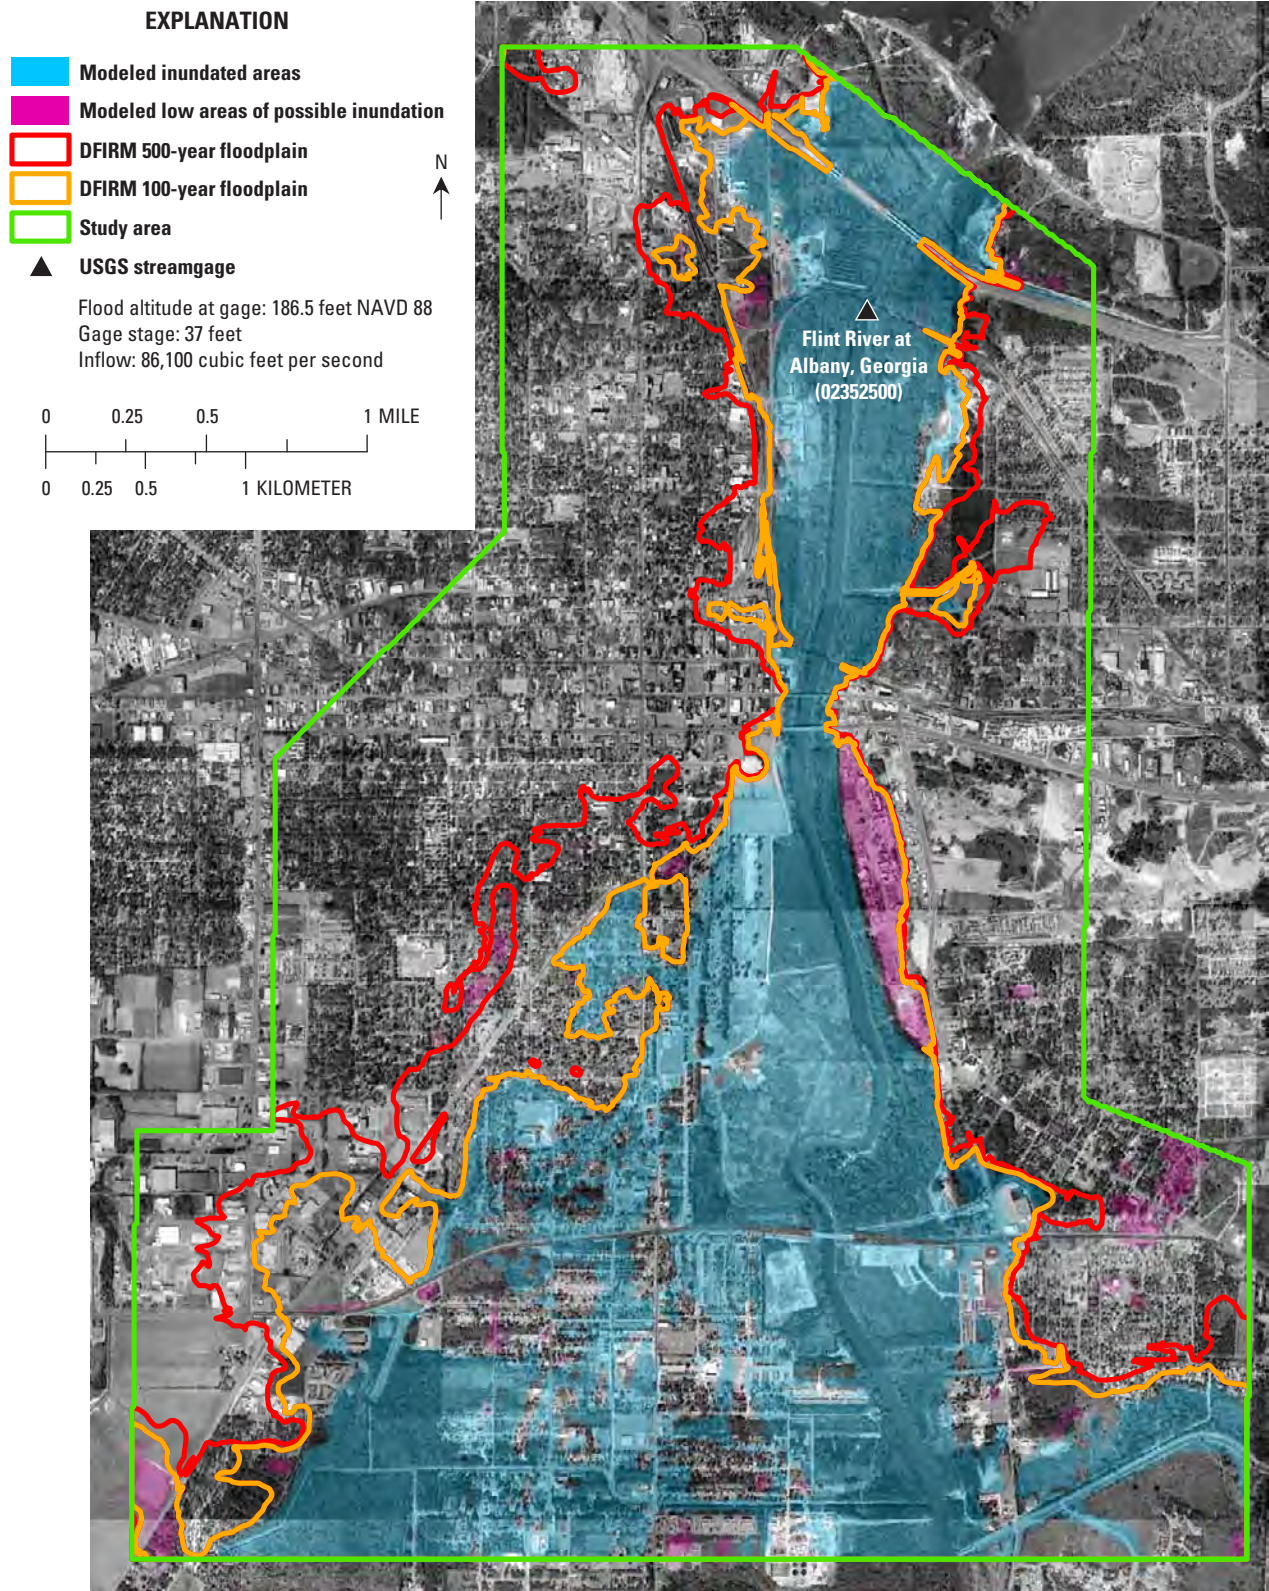 EXPLANATION
Modeled inundated areas
Modeled low areas of possible inundation
DFIRM 500-year floodplain
DFIRM 100-year floodplain
Study area
USGS streamgage
N
Flood altitude at gage: 186.5 feet NAVD 88
Gage stage: 37 feet
Inflow: 86,100 cubic feet per second
0 0.25 0.5 1 MILE
0 0.25 0.5 1 KILOMETER
Flint River at
Albany, Georgia
(02352500)